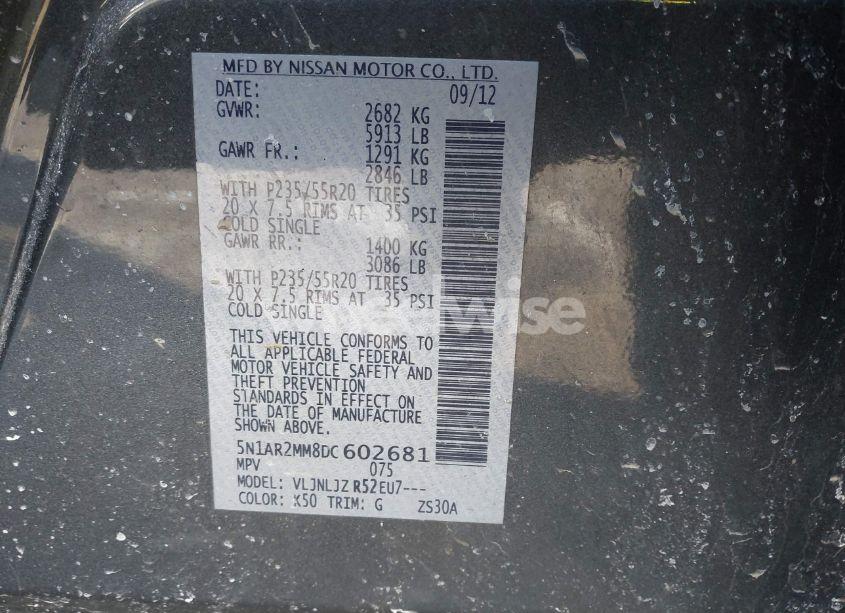 MFD BY NISSAN MOTOR CO., LTD.
DATE: 09/12
GVWR: 2682 KG
5913 LB
GAWR FR.: 1291 KG
2846 LB
WITH P235/55R20 TIRES
20 X 7.5 RIMS AT 35 PSI
COLD SINGLE
GAWR RR.: 1400 KG
3086 LB
WITH P235/55R20 TIRES
20 X 7.5 RIMS AT 35 PSI
COLD SINGLE
THIS VEHICLE CONFORMS TO
ALL APPLICABLE FEDERAL
MOTOR VEHICLE SAFETY AND
THEFT PREVENTION
STANDARDS IN EFFECT ON
THE DATE OF MANUFACTURE
SHOWN ABOVE.
5N1AR2MM8DC602681
MPV 075
MODEL: VLJNLJZ R52EU7---
COLOR: K50 TRIM: G ZS30A